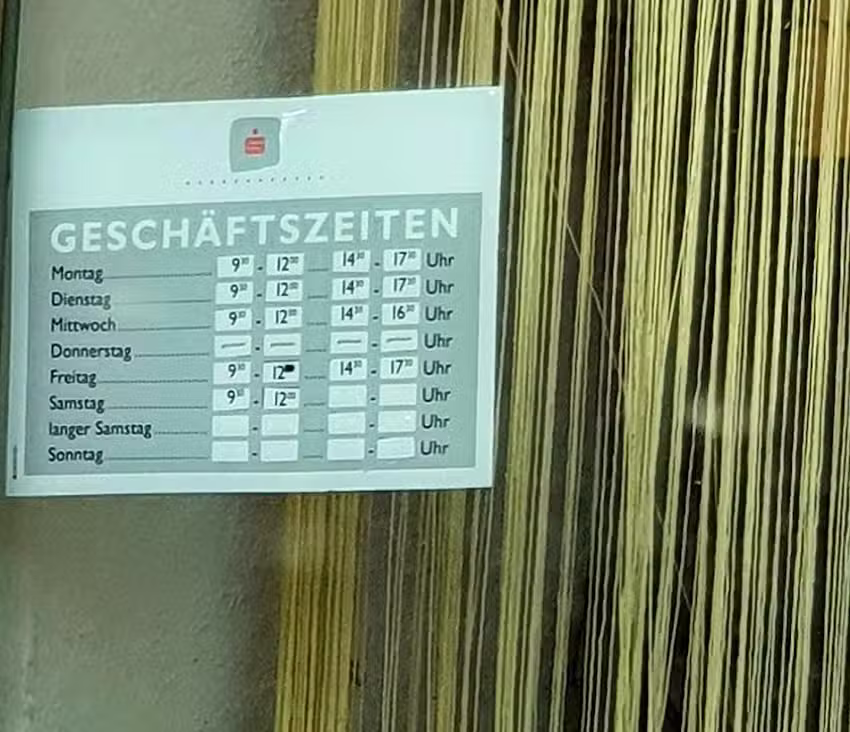 GESCHÄFTSZEITEN
Montag 9³⁰ - 12⁰⁰ 14³⁰ - 17³⁰ Uhr
Dienstag 9³⁰ - 12⁰⁰ 14³⁰ - 17³⁰ Uhr
Mittwoch 9³⁰ - 12⁰⁰ 14³⁰ - 16³⁰ Uhr
Donnerstag — - — — - — Uhr
Freitag 9³⁰ - 12 14³⁰ - 17³⁰ Uhr
Samstag 9³⁰ - 12⁰⁰ - Uhr
langer Samstag - - Uhr
Sonntag - - Uhr